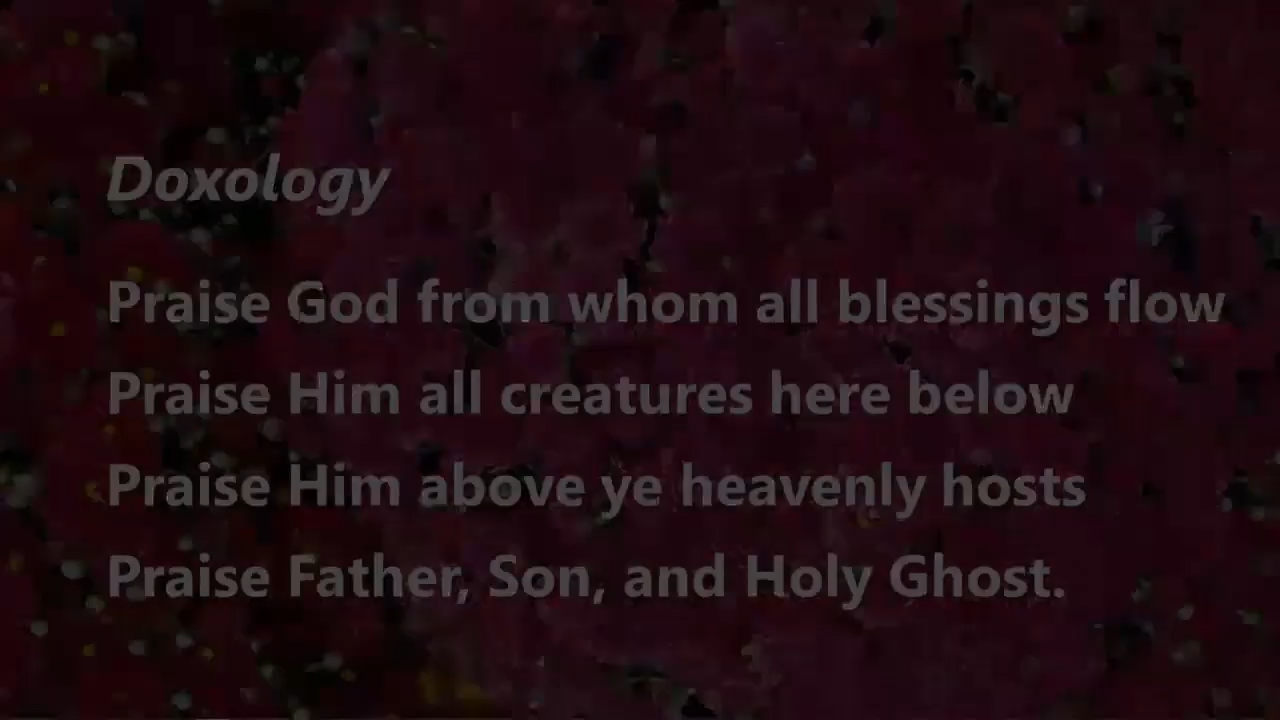 Doxology
Praise God from whom all blessings flow
Praise Him all creatures here below
Praise Him above ye heavenly hosts
Praise Father, Son, and Holy Ghost.